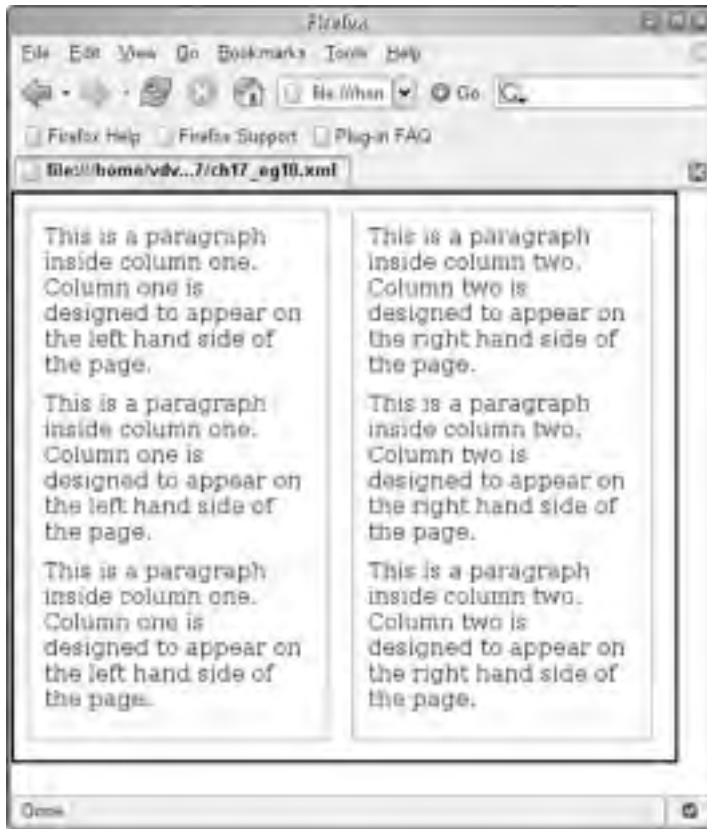 Firefox
File Edit View Go Bookmarks Tools Help
file:///hom Go
Firefox Help Firefox Support Plug-in FAQ
file:///home/vdv...7/ch17_eg18.xml
This is a paragraph
inside column one.
Column one is
designed to appear on
the left hand side of
the page.
This is a paragraph
inside column one.
Column one is
designed to appear on
the left hand side of
the page.
This is a paragraph
inside column one.
Column one is
designed to appear on
the left hand side of
the page.
This is a paragraph
inside column two.
Column two is
designed to appear on
the right hand side of
the page.
This is a paragraph
inside column two.
Column two is
designed to appear on
the right hand side of
the page.
This is a paragraph
inside column two.
Column two is
designed to appear on
the right hand side of
the page.
Done